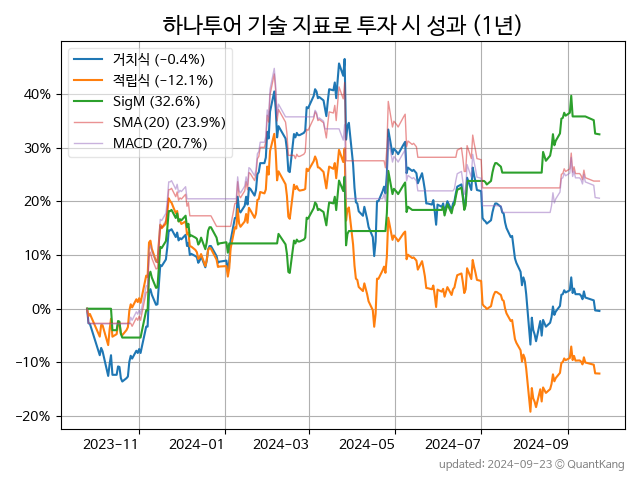 하나투어 기술 지표로 투자 시 성과 (1년)
거치식 (−0.4%)
적립식 (−12.1%)
SigM (32.6%)
SMA(20) (23.9%)
MACD (20.7%)
40%
30%
20%
10%
0%
−10%
−20%
2023-11 2024-01 2024-03 2024-05 2024-07 2024-09
updated: 2024-09-23 © QuantKang